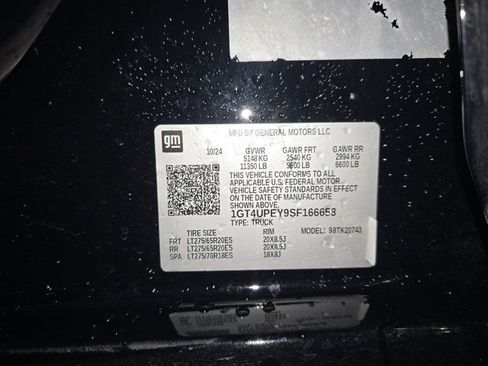 gm
MFD BY GENERAL MOTORS LLC
10/24 GVWR GAWR FRT GAWR RR
5148 KG 2540 KG 2994 KG
11350 LB 5600 LB 6600 LB
THIS VEHICLE CONFORMS TO ALL
APPLICABLE U.S. FEDERAL MOTOR
VEHICLE SAFETY STANDARDS IN EFFECT
ON THE DATE OF MANUFACTURE SHOWN ABOVE.
1GT4UPEY9SF166658
TYPE: TRUCK
TIRE SIZE RIM MODEL: 98TK20743
FRT LT275/65R20ES 20X8.5J
RR LT275/65R20ES 20X8.5J
SPA LT275/70R18ES 18X8J